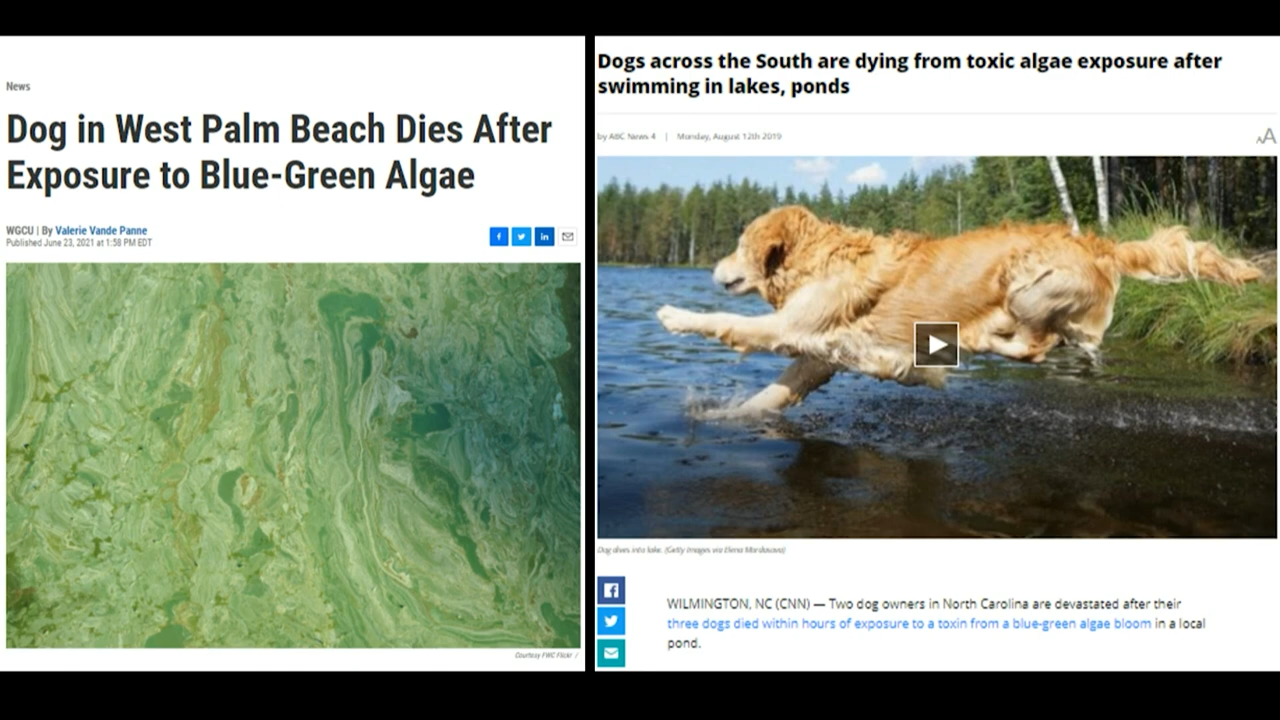 News
Dog in West Palm Beach Dies After
Exposure to Blue-Green Algae
WGCU | By Valerie Vande Panne
Published June 23, 2021 at 1:58 PM EDT
Courtesy FWC Flickr /
Dogs across the South are dying from toxic algae exposure after
swimming in lakes, ponds
by ABC News 4 | Monday, August 12th 2019
AA
Dog dives into lake. (Getty Images via Elena Mordasova)
WILMINGTON, NC (CNN) — Two dog owners in North Carolina are devastated after their
three dogs died within hours of exposure to a toxin from a blue-green algae bloom in a local
pond.